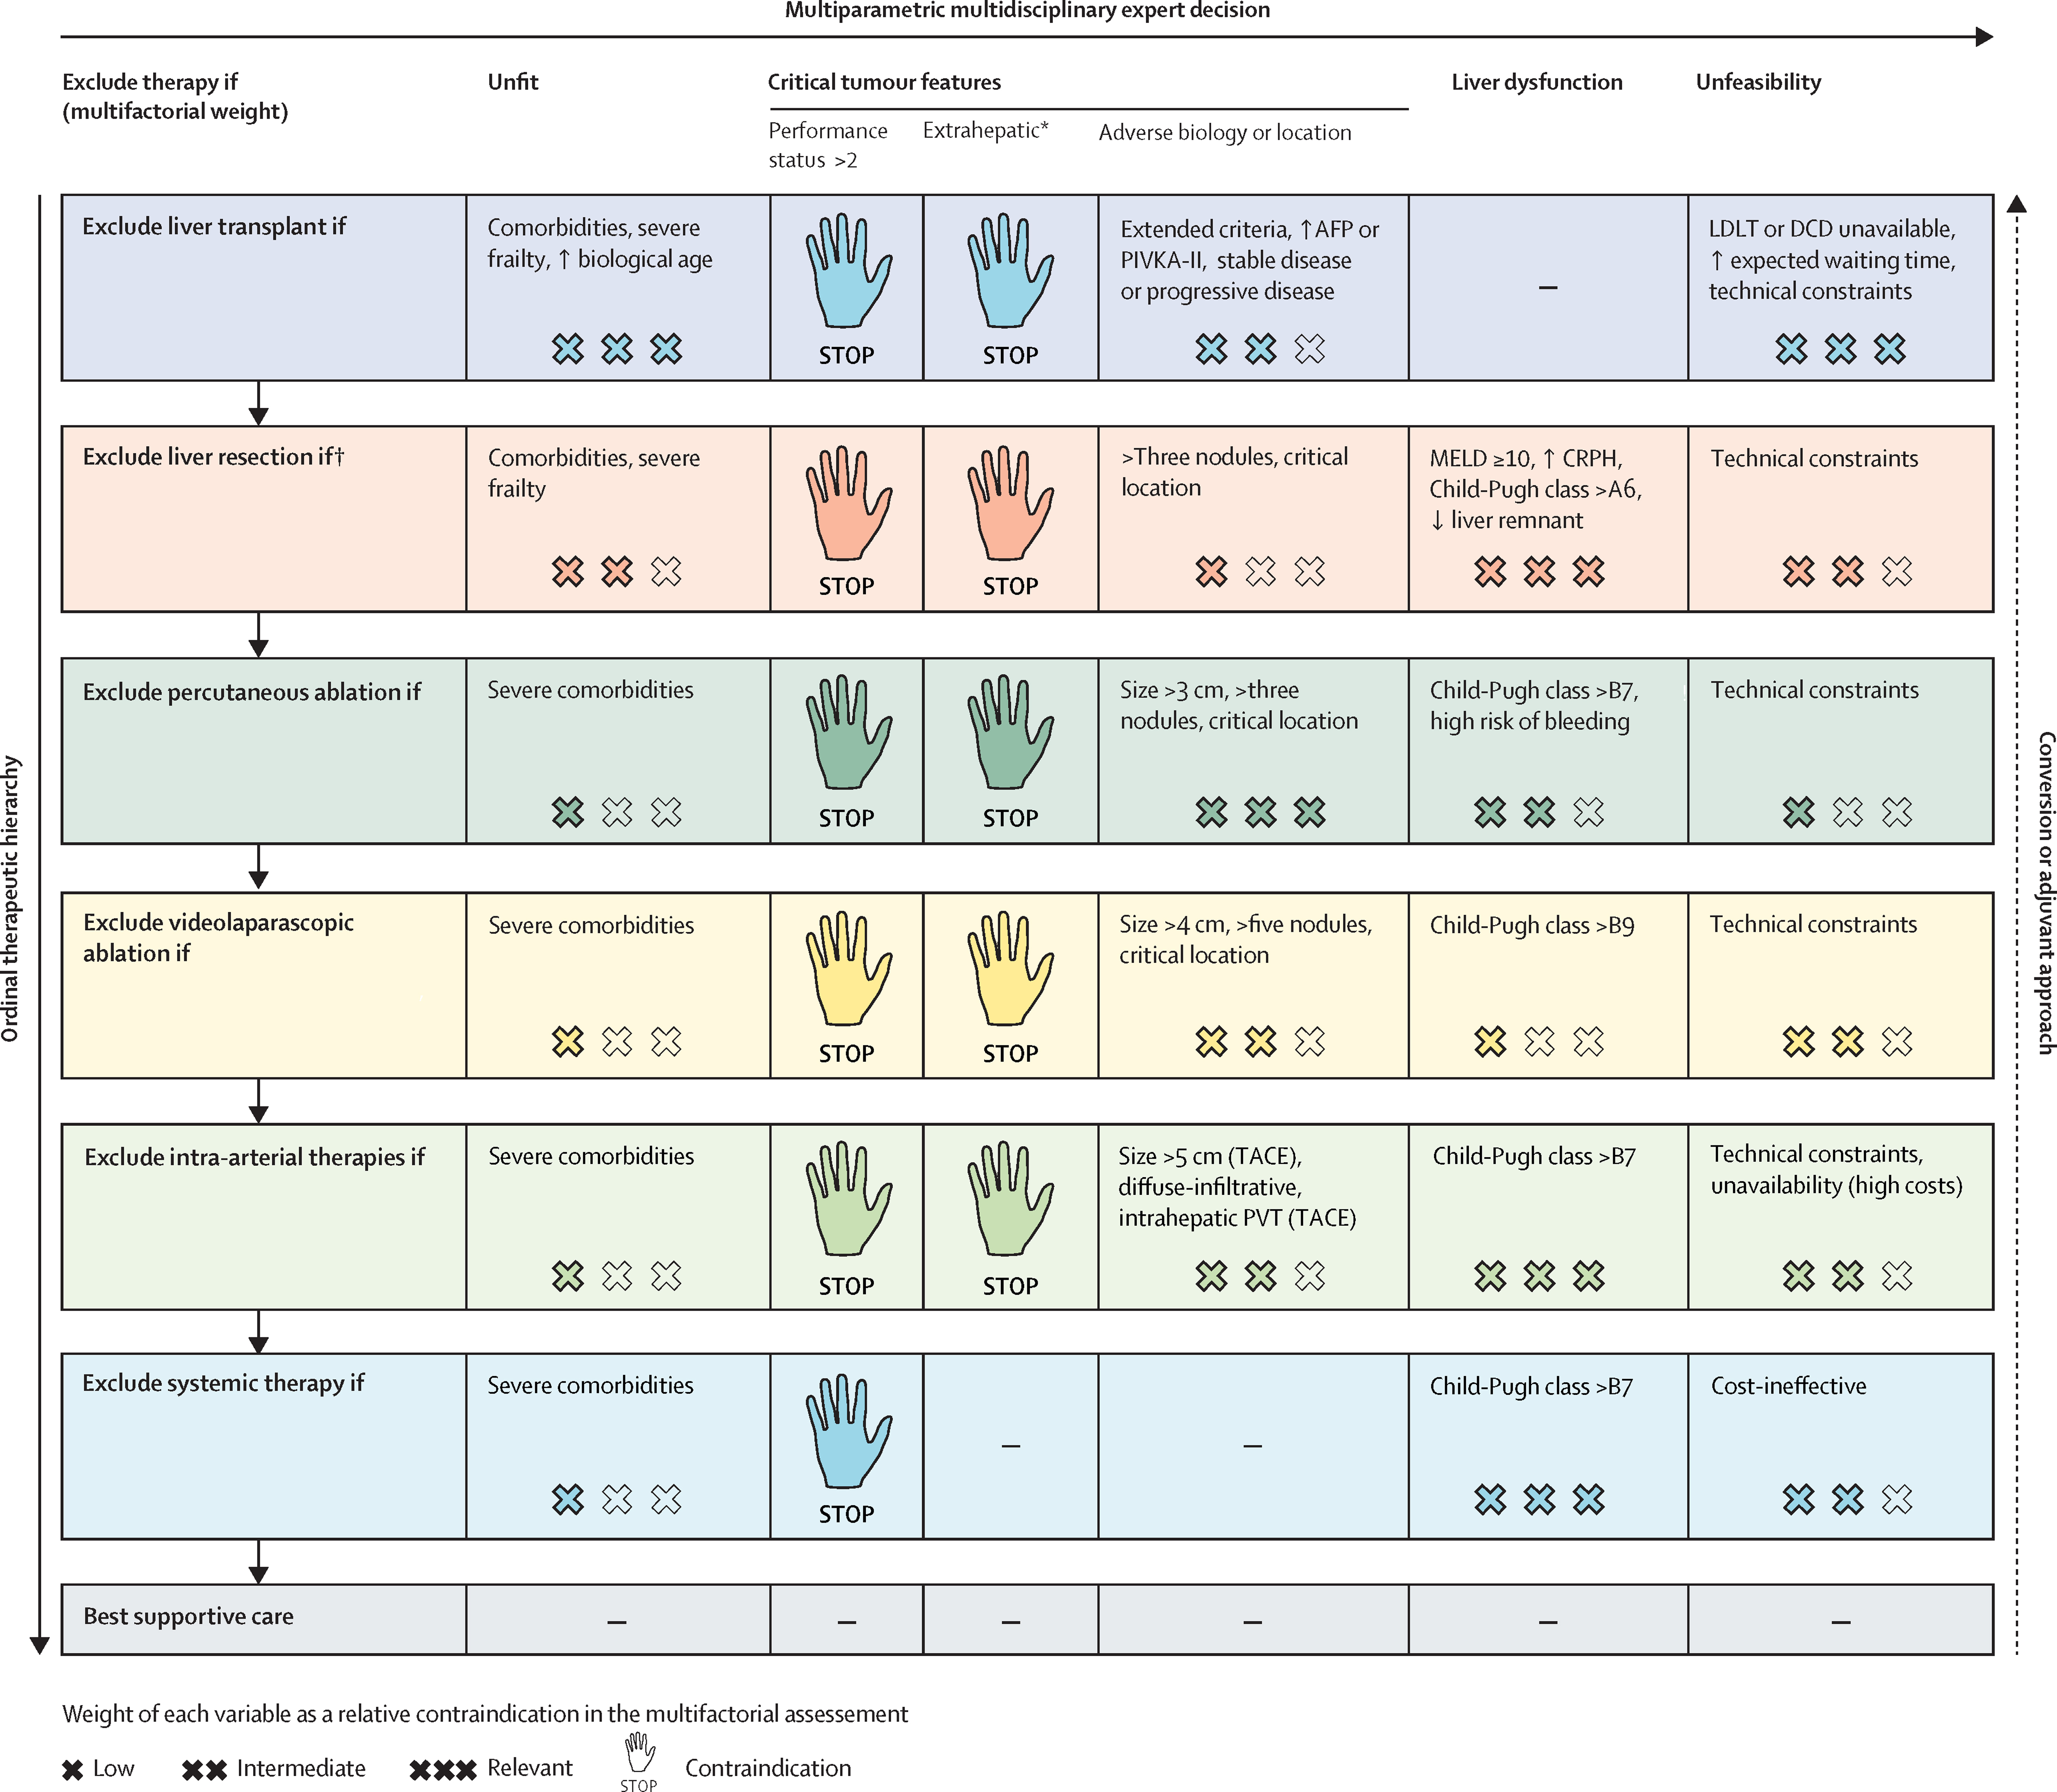 Multiparametric multidisciplinary expert decision
Exclude therapy if
(multifactorial weight)
Unfit
Critical tumour features
Liver dysfunction
Unfeasibility
Performance
status >2
Extrahepatic*
Adverse biology or location
Ordinal therapeutic hierarchy
Conversion or adjuvant approach
Exclude liver transplant if
Comorbidities, severe
frailty, ↑ biological age
STOP
STOP
Extended criteria, ↑AFP or
PIVKA-II, stable disease
or progressive disease
–
LDLT or DCD unavailable,
↑ expected waiting time,
technical constraints
Exclude liver resection if†
Comorbidities, severe
frailty
STOP
STOP
>Three nodules, critical
location
MELD ≥10, ↑ CRPH,
Child-Pugh class >A6,
↓ liver remnant
Technical constraints
Exclude percutaneous ablation if
Severe comorbidities
STOP
STOP
Size >3 cm, >three
nodules, critical location
Child-Pugh class >B7,
high risk of bleeding
Technical constraints
Exclude videolaparascopic
ablation if
Severe comorbidities
STOP
STOP
Size >4 cm, >five nodules,
critical location
Child-Pugh class >B9
Technical constraints
Exclude intra-arterial therapies if
Severe comorbidities
STOP
STOP
Size >5 cm (TACE),
diffuse-infiltrative,
intrahepatic PVT (TACE)
Child-Pugh class >B7
Technical constraints,
unavailability (high costs)
Exclude systemic therapy if
Severe comorbidities
STOP
–
–
Child-Pugh class >B7
Cost-ineffective
Best supportive care
–
–
–
–
–
–
Weight of each variable as a relative contraindication in the multifactorial assessement
Low
Intermediate
Relevant
STOP
Contraindication